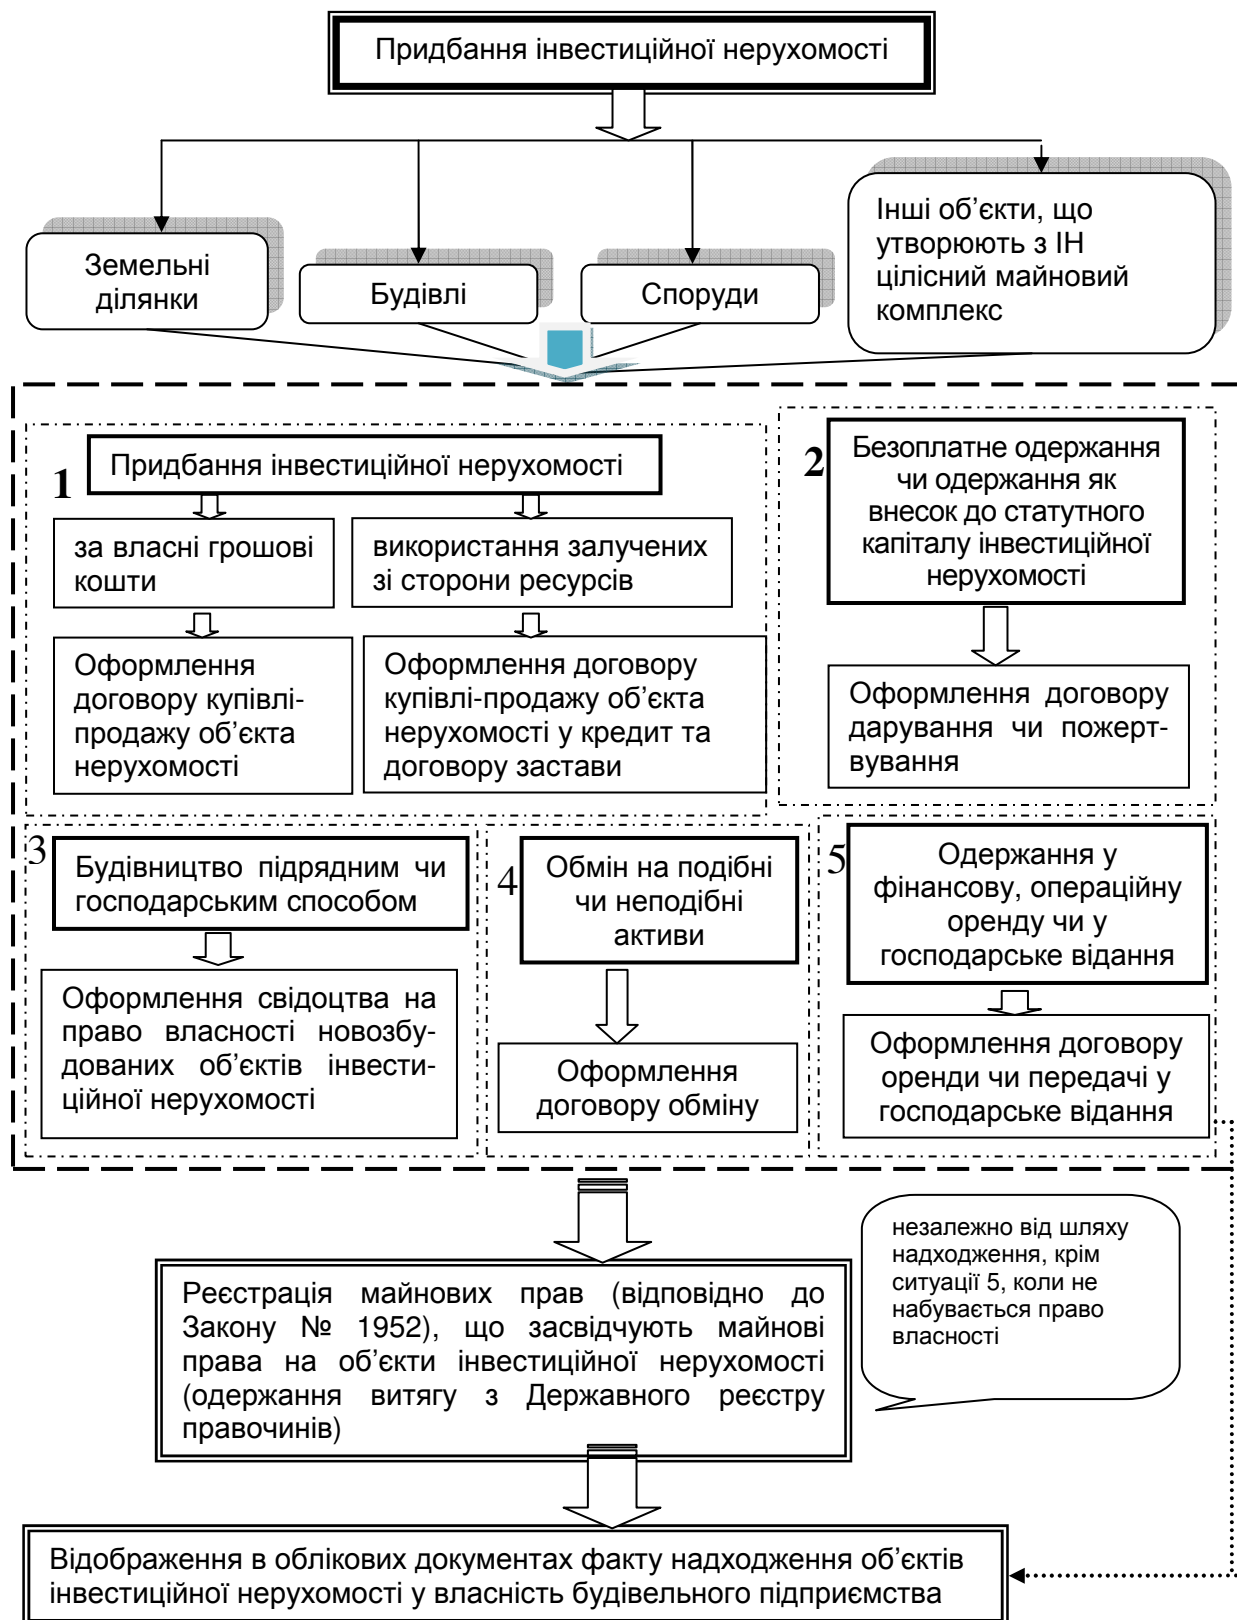 Придбання інвестиційної нерухомості
Земельні
ділянки
Будівлі
Споруди
Інші об’єкти, що
утворюють з ІН
цілісний майновий
комплекс
1
Придбання інвестиційної нерухомості
за власні грошові
кошти
використання залучених
зі сторони ресурсів
Оформлення
договору купівлі-
продажу об’єкта
нерухомості
Оформлення договору
купівлі-продажу об’єкта
нерухомості у кредит та
договору застави
2
Безоплатне одержання
чи одержання як
внесок до статутного
капіталу інвестиційної
нерухомості
Оформлення договору
дарування чи пожерт-
вування
3
Будівництво підрядним чи
господарським способом
Оформлення свідоцтва на
право власності новозбу-
дованих об’єктів інвести-
ційної нерухомості
4
Обмін на подібні
чи неподібні
активи
Оформлення
договору обміну
5
Одержання у
фінансову, операційну
оренду чи у
господарське відання
Оформлення договору
оренди чи передачі у
господарське відання
незалежно від шляху
надходження, крім
ситуації 5, коли не
набувається право
власності
Реєстрація майнових прав (відповідно до
Закону № 1952), що засвідчують майнові
права на об’єкти інвестиційної нерухомості
(одержання витягу з Державного реєстру
правочинів)
Відображення в облікових документах факту надходження об’єктів
інвестиційної нерухомості у власність будівельного підприємства